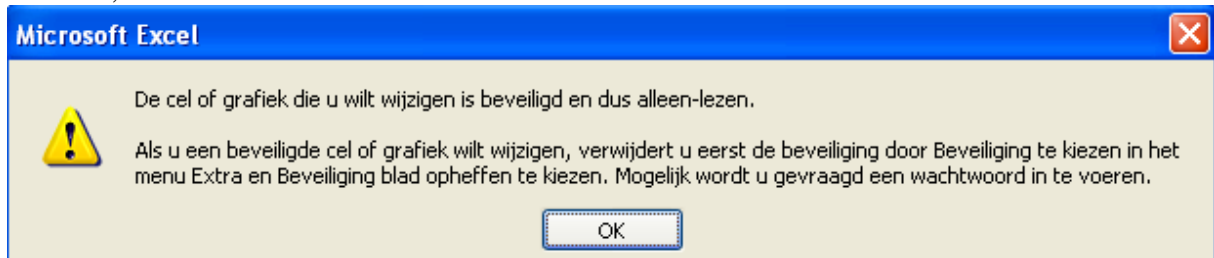 Microsoft Excel
De cel of grafiek die u wilt wijzigen is beveiligd en dus alleen-lezen.
Als u een beveiligde cel of grafiek wilt wijzigen, verwijdert u eerst de beveiliging door Beveiliging te kiezen in het
menu Extra en Beveiliging blad opheffen te kiezen. Mogelijk wordt u gevraagd een wachtwoord in te voeren.
OK